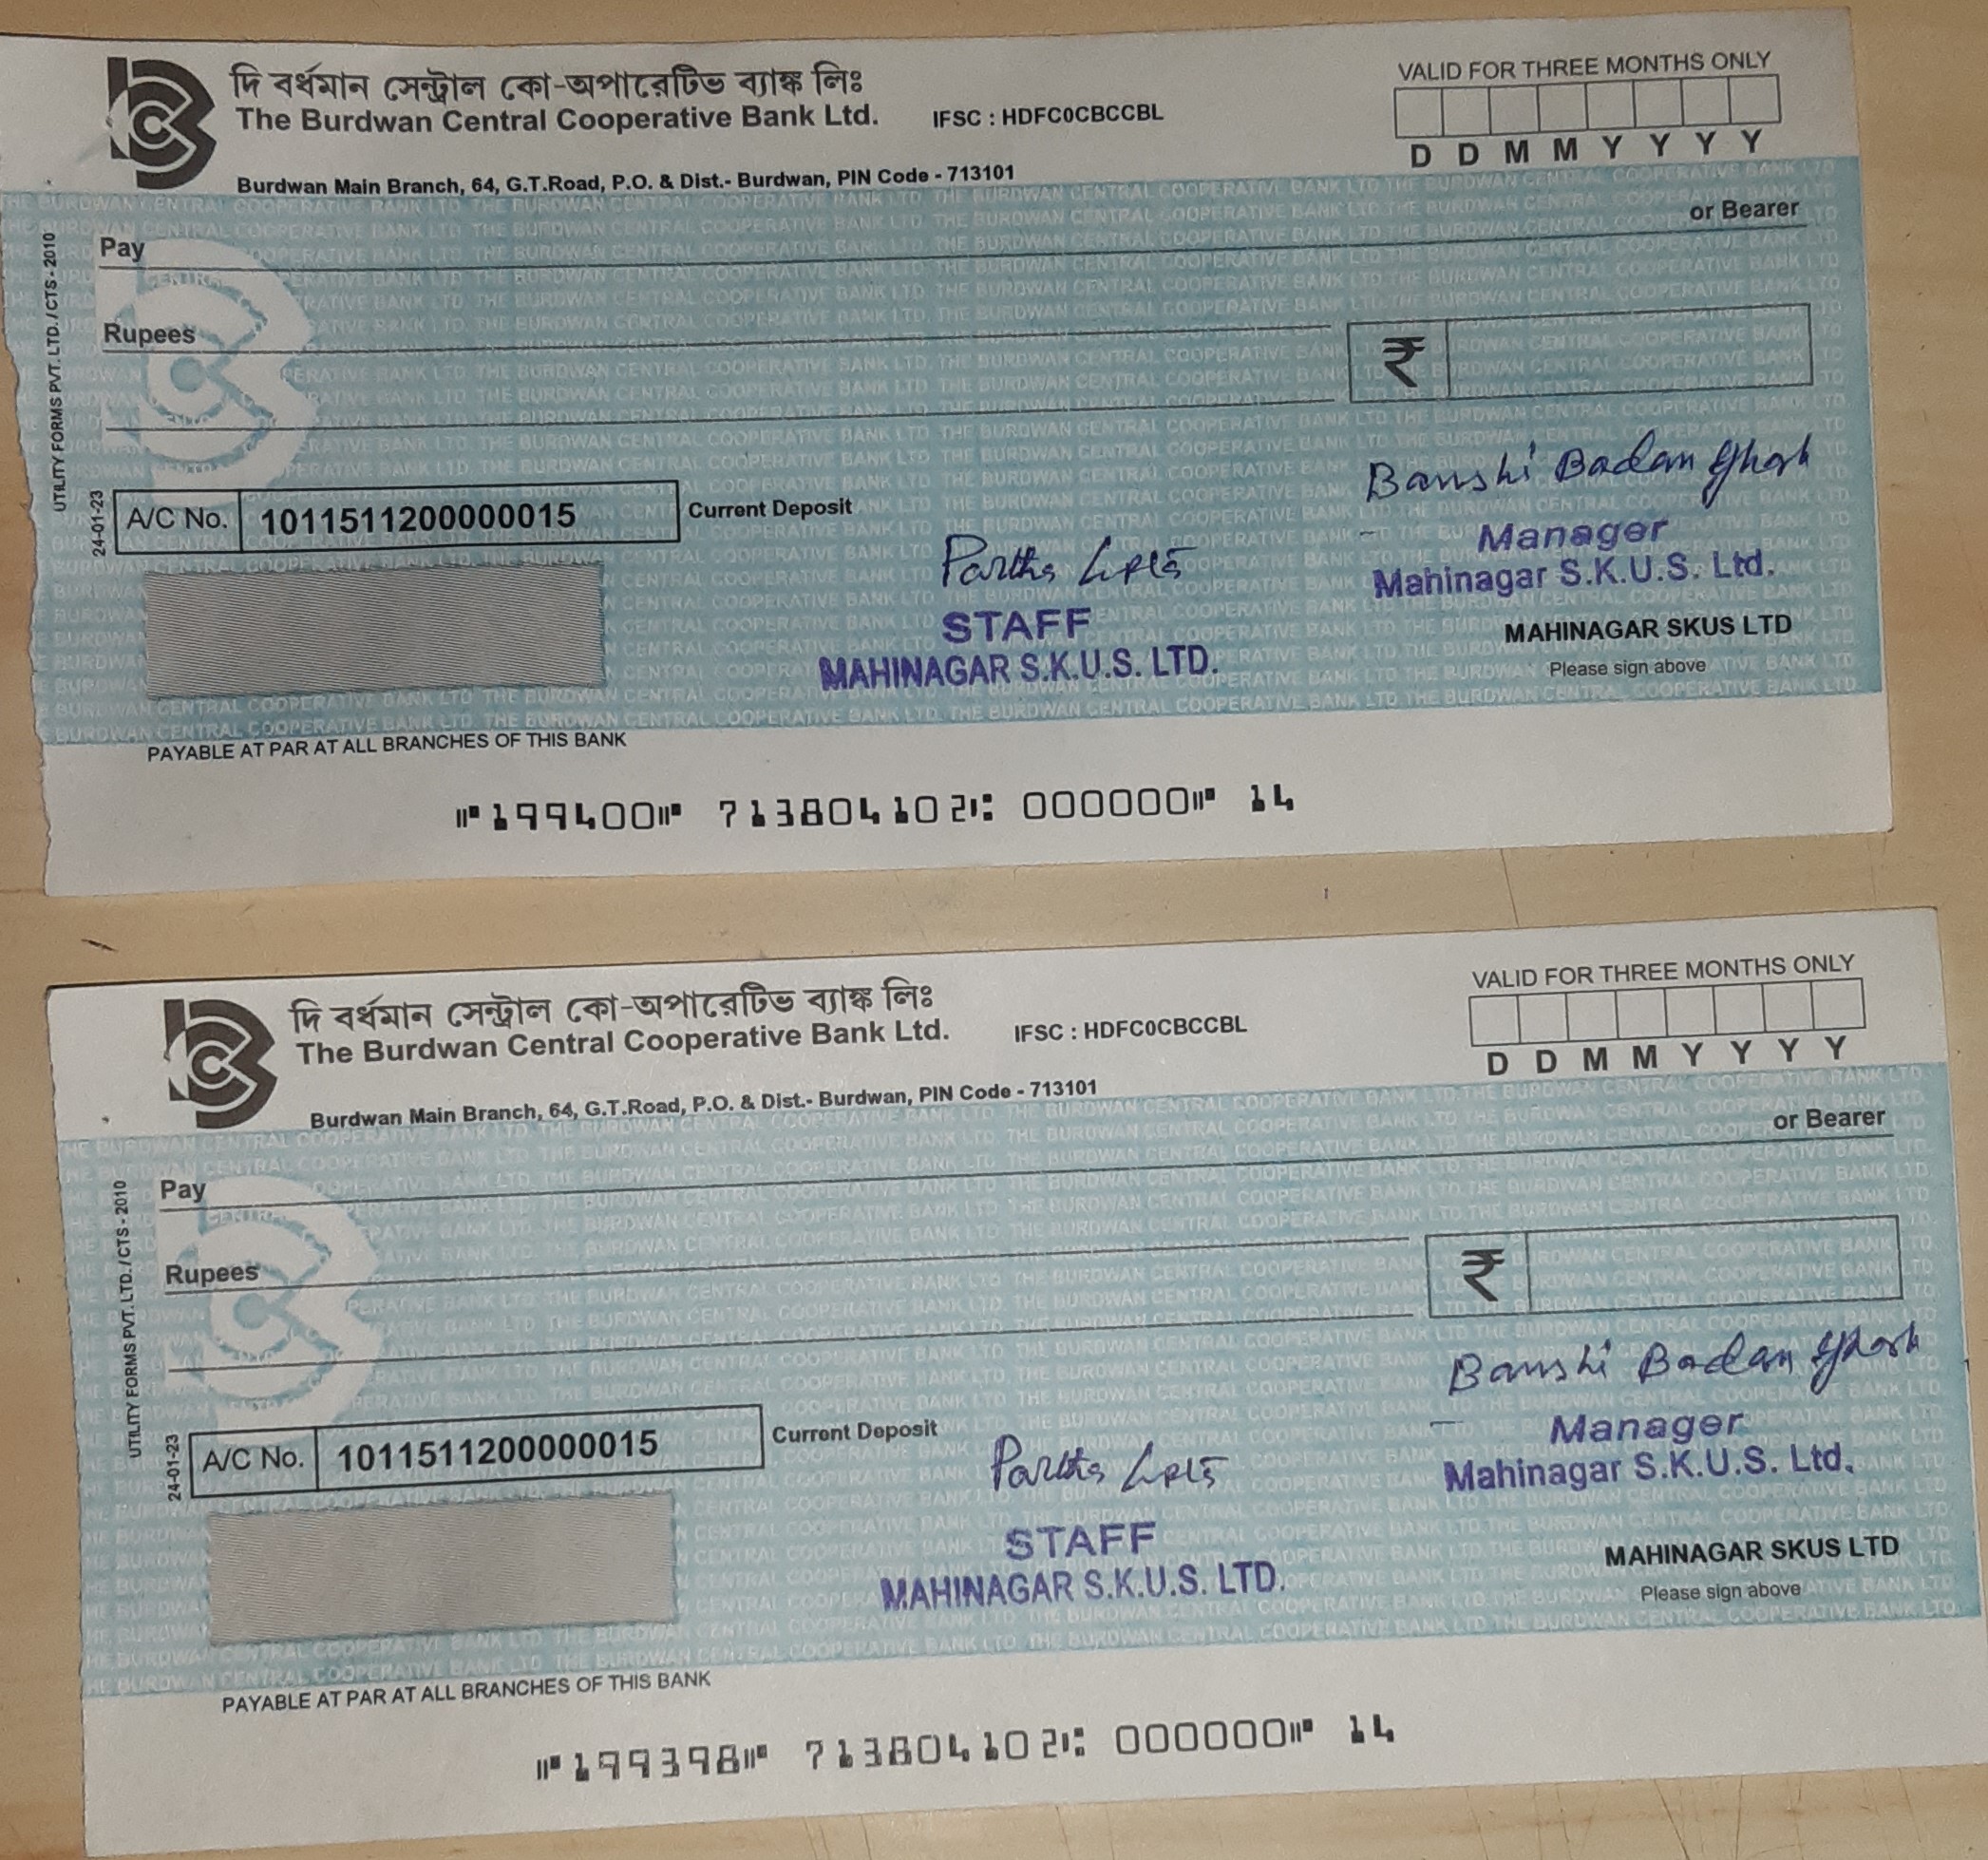 দি বর্ধমান সেন্ট্রাল কো-অপারেটিভ ব্যাঙ্ক লিঃ
The Burdwan Central Cooperative Bank Ltd. IFSC : HDFC0CBCCBL
VALID FOR THREE MONTHS ONLY
D D M M Y Y Y Y
Burdwan Main Branch, 64, G.T.Road, P.O. & Dist.- Burdwan, PIN Code - 713101
Pay or Bearer
Rupees ₹
UTILITY FORMS PVT. LTD. / CTS - 2010
24-01-23
A/C No. 1011511200000015 Current Deposit
Banshi Badan Ghosh
Partha
Manager
Mahinagar S.K.U.S. Ltd.
STAFF
MAHINAGAR S.K.U.S. LTD.
MAHINAGAR SKUS LTD
Please sign above
PAYABLE AT PAR AT ALL BRANCHES OF THIS BANK
⑈199400⑈ 713804102⑆ 000000⑈ 14
দি বর্ধমান সেন্ট্রাল কো-অপারেটিভ ব্যাঙ্ক লিঃ
The Burdwan Central Cooperative Bank Ltd. IFSC : HDFC0CBCCBL
VALID FOR THREE MONTHS ONLY
D D M M Y Y Y Y
Burdwan Main Branch, 64, G.T.Road, P.O. & Dist.- Burdwan, PIN Code - 713101
Pay or Bearer
Rupees ₹
UTILITY FORMS PVT. LTD. / CTS - 2010
24-01-23
A/C No. 1011511200000015 Current Deposit
Banshi Badan Ghosh
Partha
Manager
Mahinagar S.K.U.S. Ltd.
STAFF
MAHINAGAR S.K.U.S. LTD.
MAHINAGAR SKUS LTD
Please sign above
PAYABLE AT PAR AT ALL BRANCHES OF THIS BANK
⑈199398⑈ 713804102⑆ 000000⑈ 14